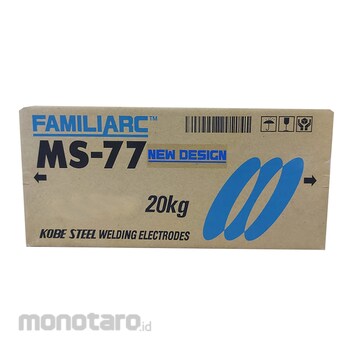 FAMILIARC™
MS-77 NEW DESIGN
20kg
KOBE STEEL WELDING ELECTRODES
monotaro.id